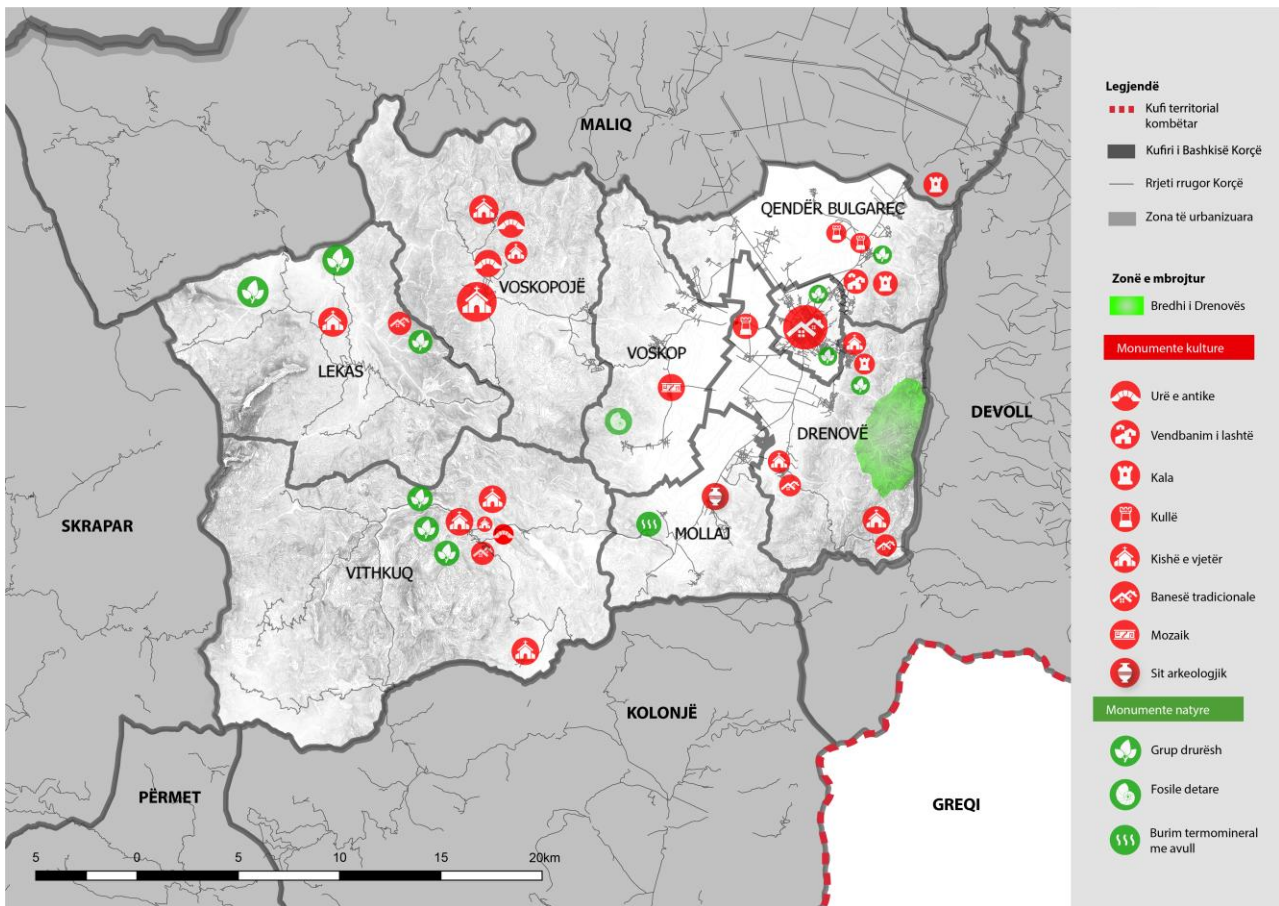 MALIQ
QENDËR BULGAREC
VOSKOPOJË
VOSKOP
LEKAS
DEVOLL
DRENOVË
SKRAPAR
MOLLAJ
VITHKUQ
KOLONJË
PËRMET
GREQI
5 0 5 10 15 20km
Legjendë
Kufi territorial
kombëtar
Kufiri i Bashkisë Korçë
Rrjeti rrugor Korçë
Zona të urbanizuara
Zonë e mbrojtur
Bredhi i Drenovës
Monumente kulture
Urë e antike
Vendbanim i lashtë
Kala
Kullë
Kishë e vjetër
Banesë tradicionale
Mozaik
Sit arkeologjik
Monumente natyre
Grup drurësh
Fosile detare
Burim termomineral
me avull